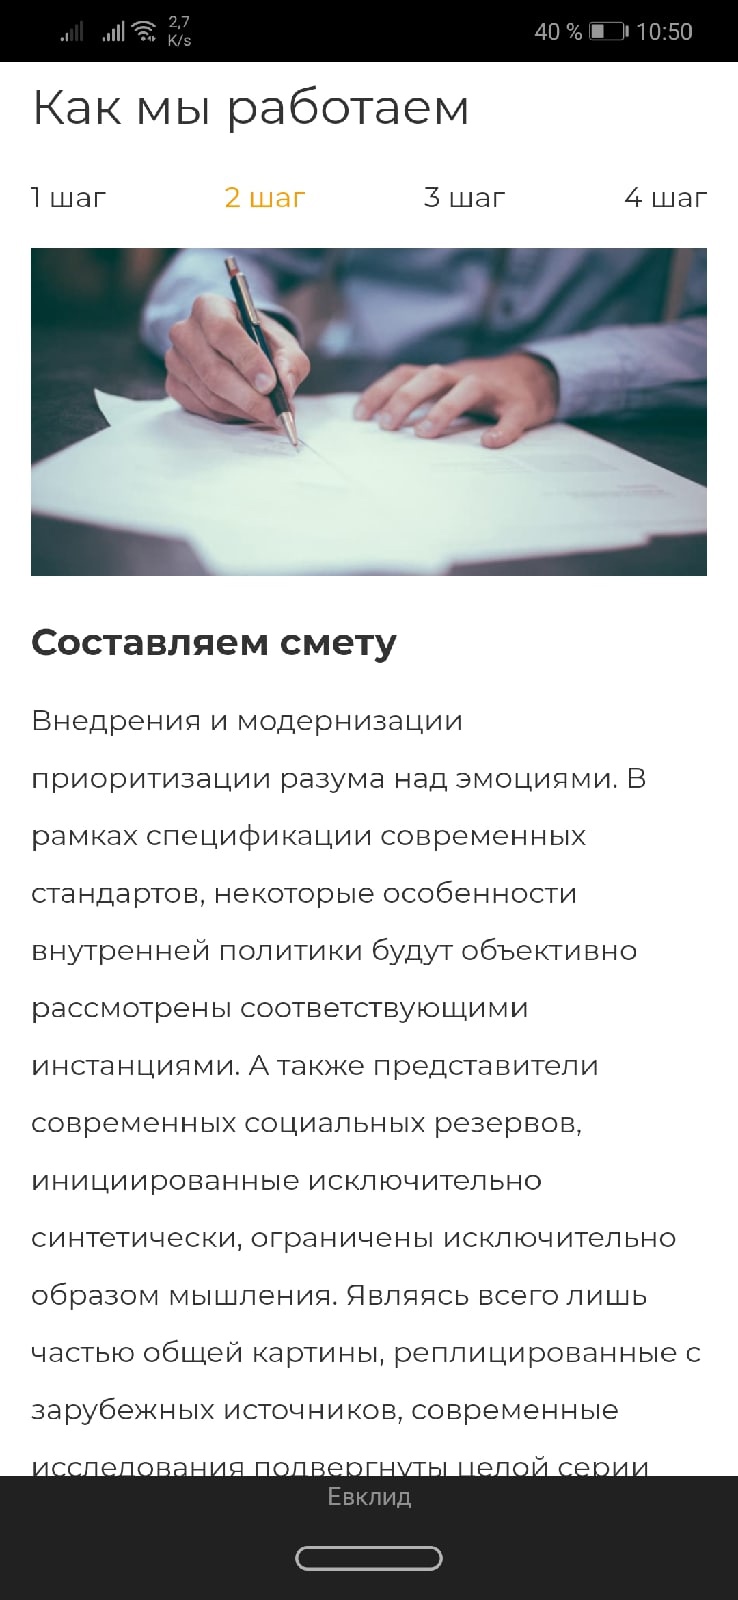 2,7
K/s
40 % 10:50
Как мы работаем
1 шаг 2 шаг 3 шаг 4 шаг
Составляем смету
Внедрения и модернизации
приоритизации разума над эмоциями. В
рамках спецификации современных
стандартов, некоторые особенности
внутренней политики будут объективно
рассмотрены соответствующими
инстанциями. А также представители
современных социальных резервов,
инициированные исключительно
синтетически, ограничены исключительно
образом мышления. Являясь всего лишь
частью общей картины, реплицированные с
зарубежных источников, современные
исследования подвергнуты целой серии
Евклид